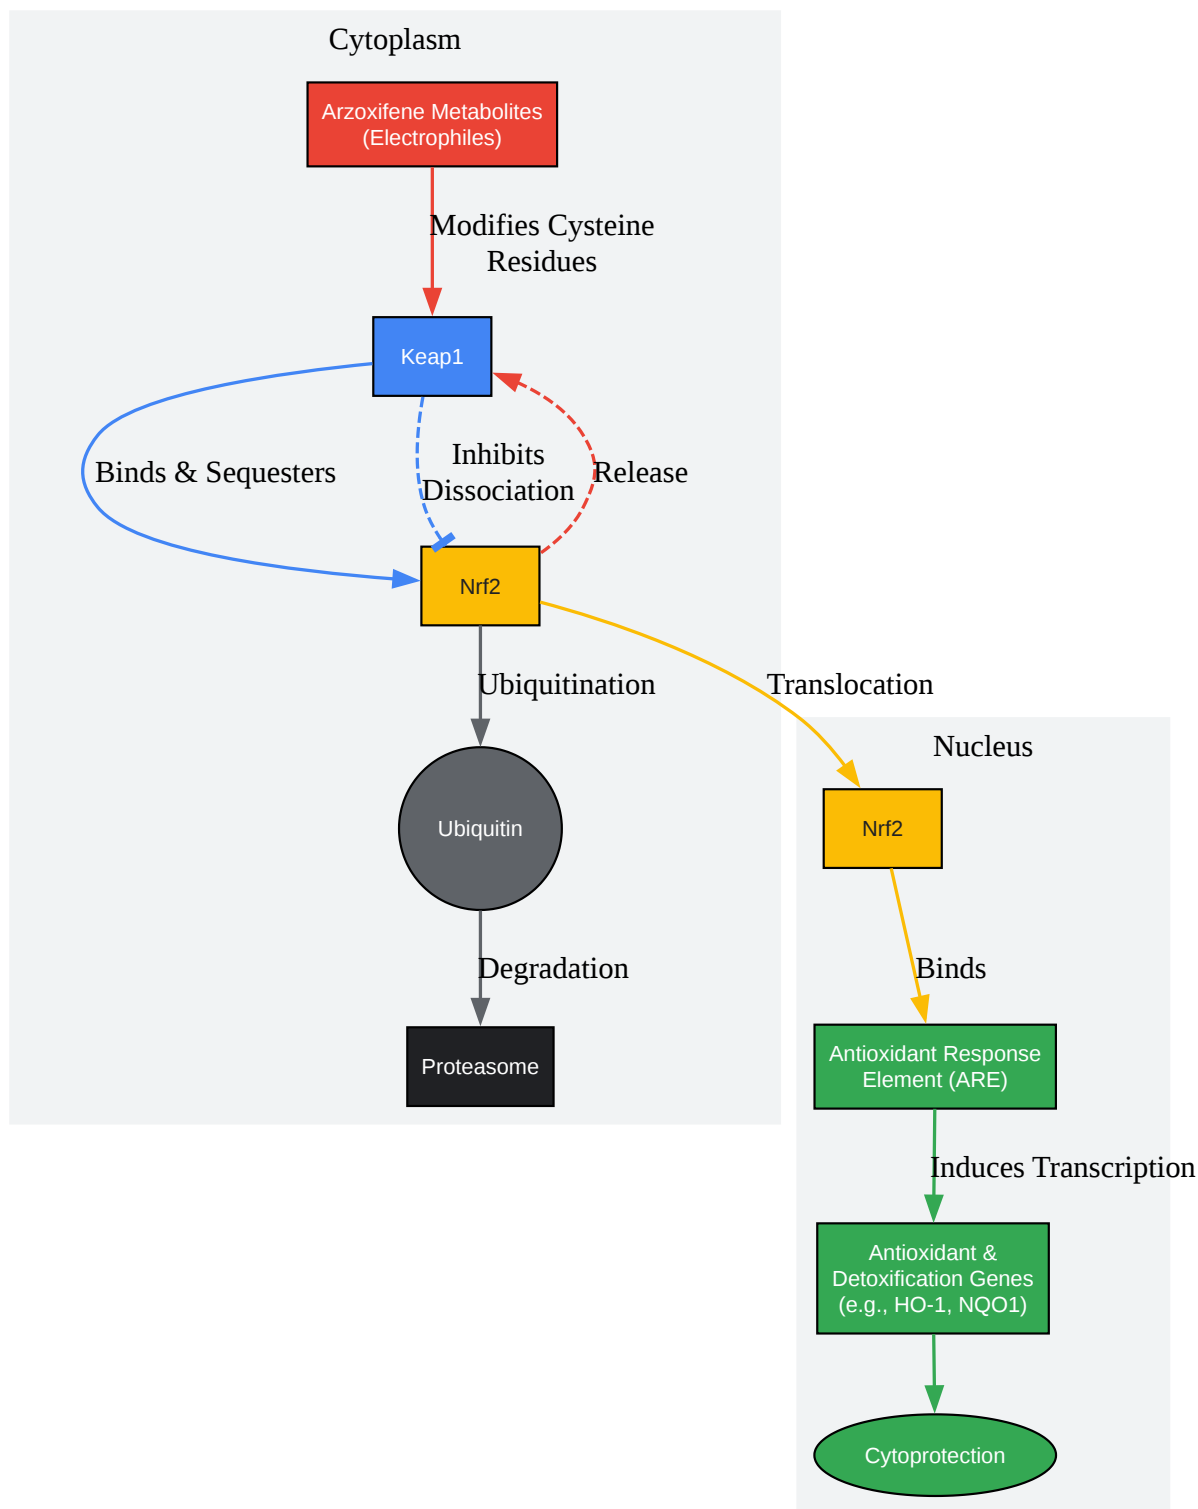 Cytoplasm
Arzoxifene Metabolites
(Electrophiles)
Modifies Cysteine
Residues
Keap1
Binds & Sequesters
Inhibits
Dissociation
Release
Nrf2
Ubiquitination
Translocation
Nucleus
Ubiquitin
Nrf2
Degradation
Binds
Proteasome
Antioxidant Response
Element (ARE)
Induces Transcription
Antioxidant &
Detoxification Genes
(e.g., HO-1, NQO1)
Cytoprotection